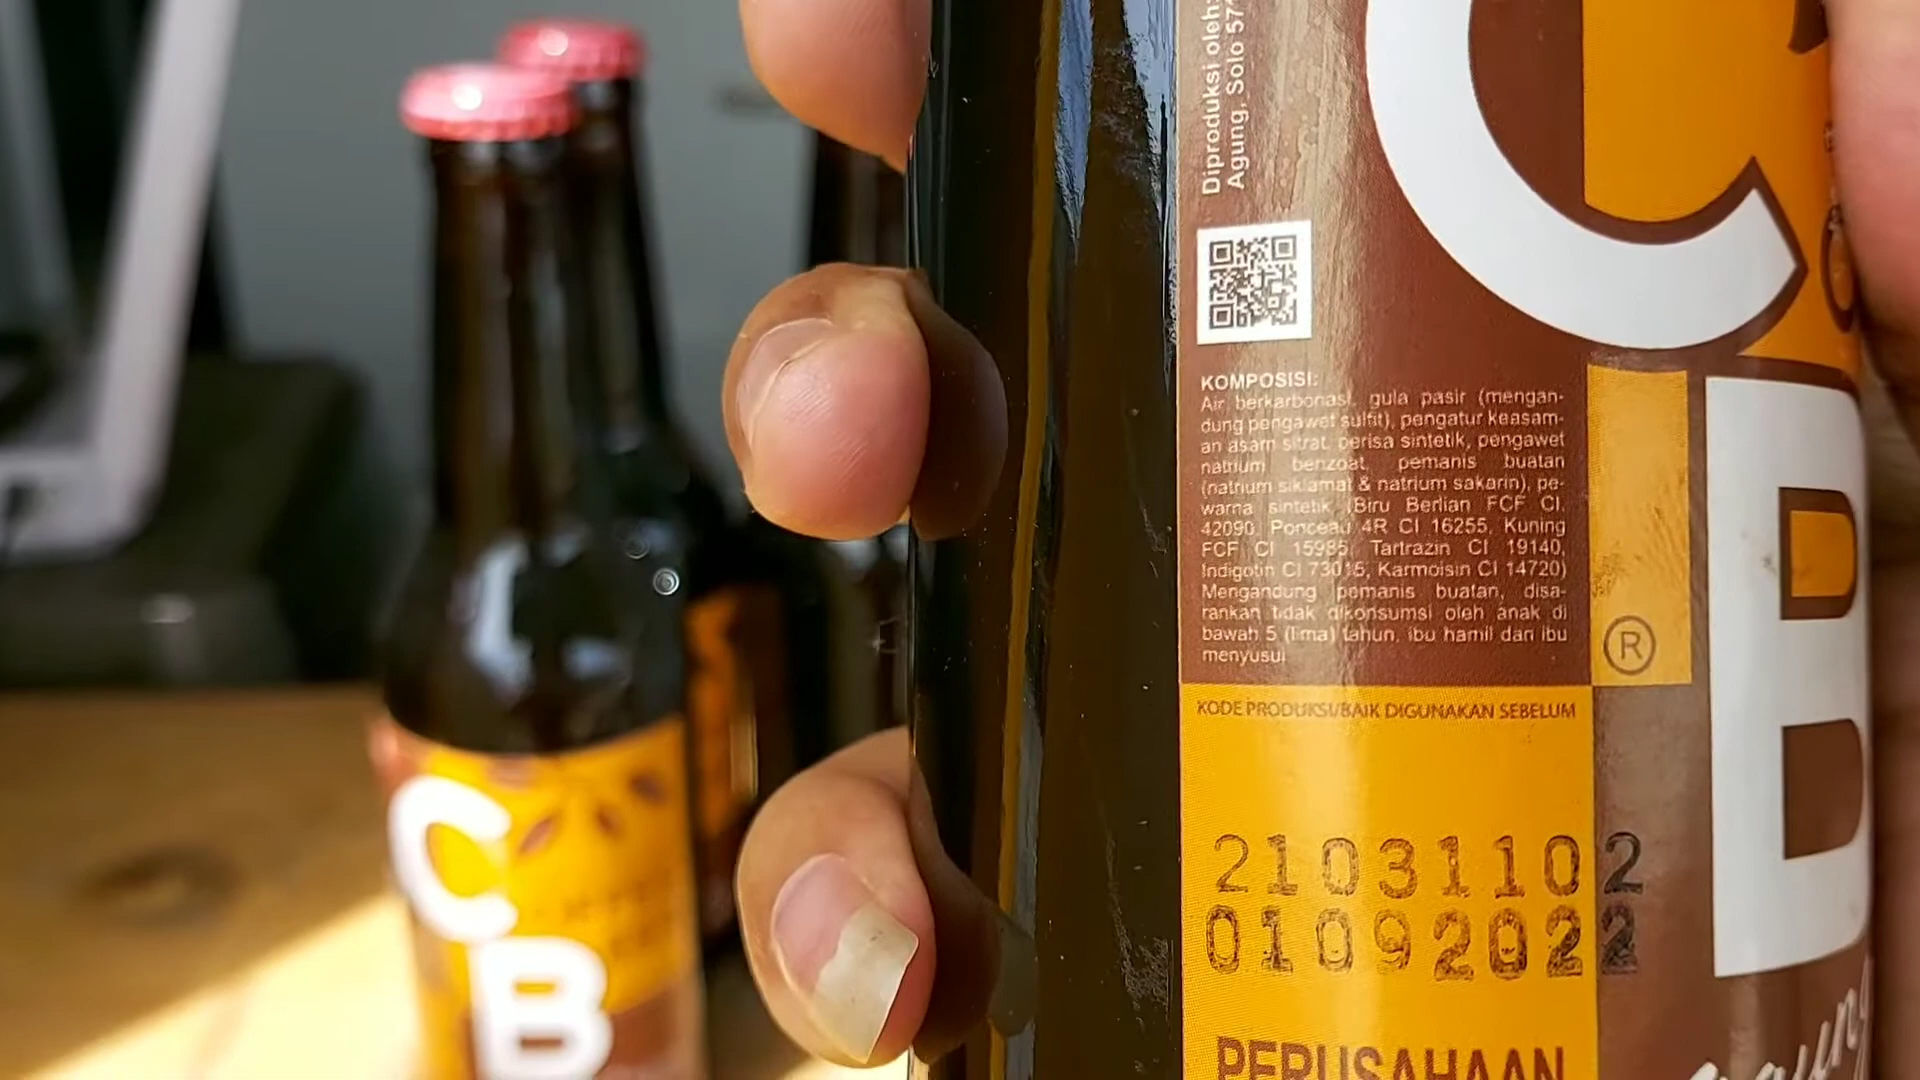 Diproduksi oleh:
Agung, Solo 57
C
B
KOMPOSISI:
Air berkarbonasi, gula pasir (mengan-
dung pengawet sulfit), pengatur keasam-
an asam sitrat, perisa sintetik, pengawet
natrium benzoat, pemanis buatan
(natrium siklamat & natrium sakarin), pe-
warna sintetik (Biru Berlian FCF CI.
42090, Ponceau 4R CI 16255, Kuning
FCF CI 15985, Tartrazin CI 19140,
Indigotin CI 73015, Karmoisin CI 14720)
Mengandung pemanis buatan, disa-
rankan tidak dikonsumsi oleh anak di
bawah 5 (lima) tahun, ibu hamil dan ibu
menyusui
®
KODE PRODUKSI/BAIK DIGUNAKAN SEBELUM
21031102
01092022
PERUSAHAAN
C
B